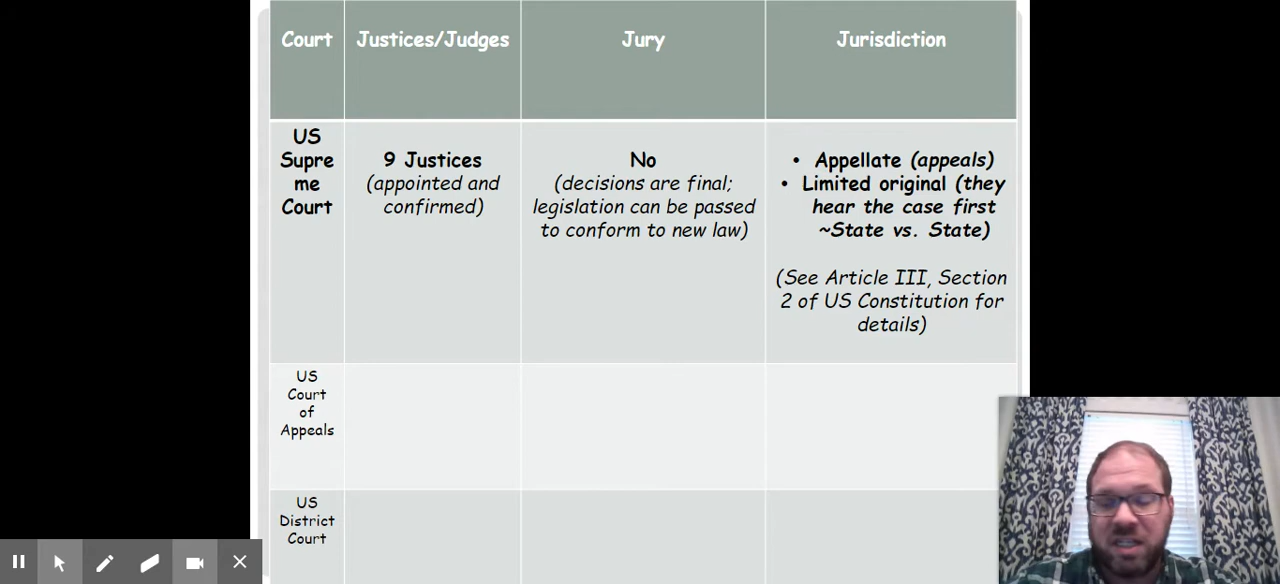 Court
Justices/Judges
Jury
Jurisdiction
US
Supre
me
Court
9 Justices
(appointed and
confirmed)
No
(decisions are final;
legislation can be passed
to conform to new law)
• Appellate (appeals)
• Limited original (they
hear the case first
~State vs. State)
(See Article III, Section
2 of US Constitution for
details)
US
Court
of
Appeals
US
District
Court